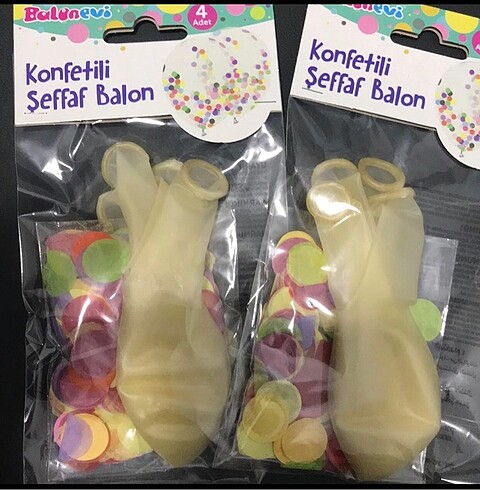 Balonevi
4
Adet
Konfetili
Şeffaf Balon
Balonevi
Konfetili
Şeffaf Balon